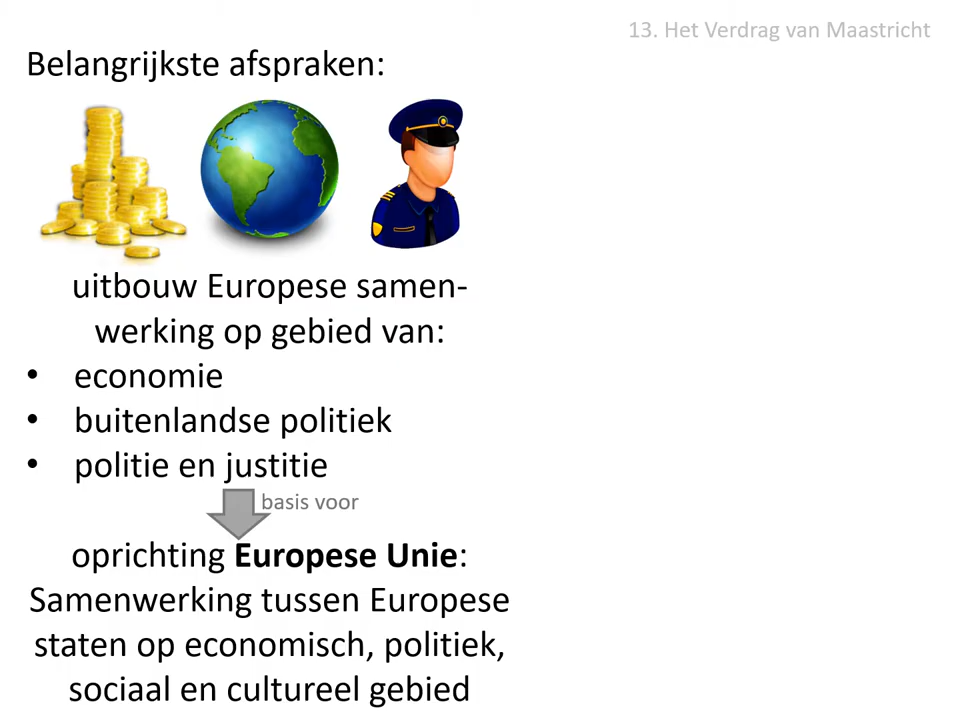 13. Het Verdrag van Maastricht
Belangrijkste afspraken:
uitbouw Europese samen-
werking op gebied van:
• economie
• buitenlandse politiek
• politie en justitie
basis voor
oprichting Europese Unie:
Samenwerking tussen Europese
staten op economisch, politiek,
sociaal en cultureel gebied